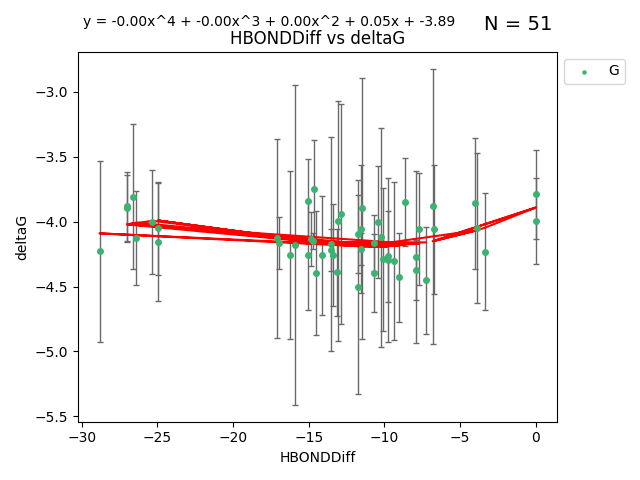 y = -0.00x^4 + -0.00x^3 + 0.00x^2 + 0.05x + -3.89
N = 51
HBONDDiff vs deltaG
G
−3.0
−3.5
−4.0
−4.5
−5.0
−5.5
deltaG
−30 −25 −20 −15 −10 −5 0
HBONDDiff